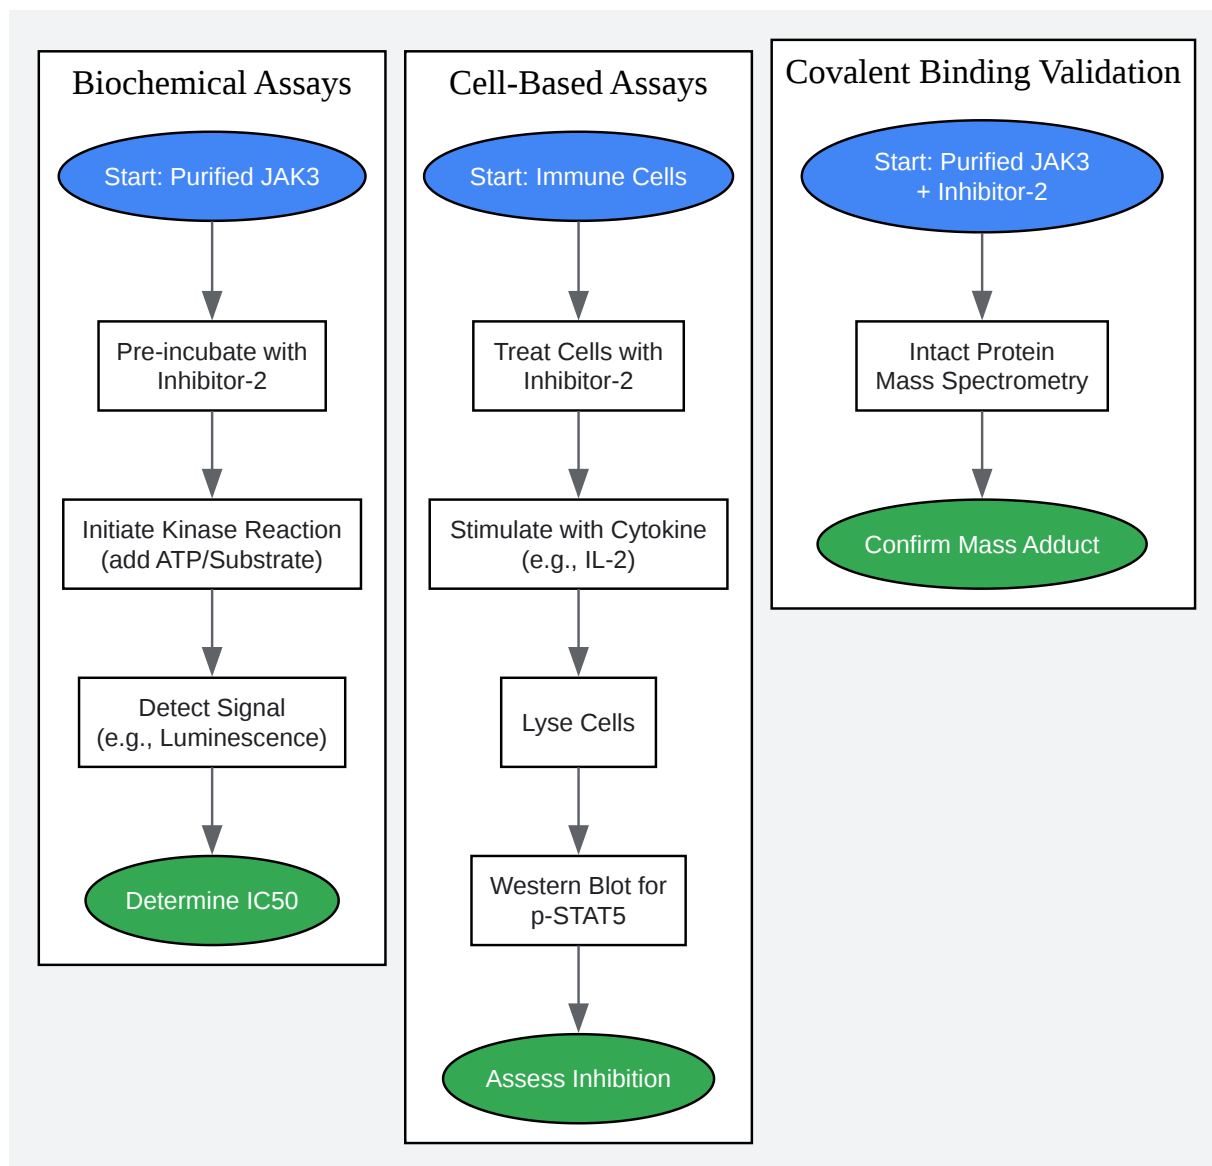 Biochemical Assays
Start: Purified JAK3
Pre-incubate with
Inhibitor-2
Initiate Kinase Reaction
(add ATP/Substrate)
Detect Signal
(e.g., Luminescence)
Determine IC50
Cell-Based Assays
Start: Immune Cells
Treat Cells with
Inhibitor-2
Stimulate with Cytokine
(e.g., IL-2)
Lyse Cells
Western Blot for
p-STAT5
Assess Inhibition
Covalent Binding Validation
Start: Purified JAK3
+ Inhibitor-2
Intact Protein
Mass Spectrometry
Confirm Mass Adduct